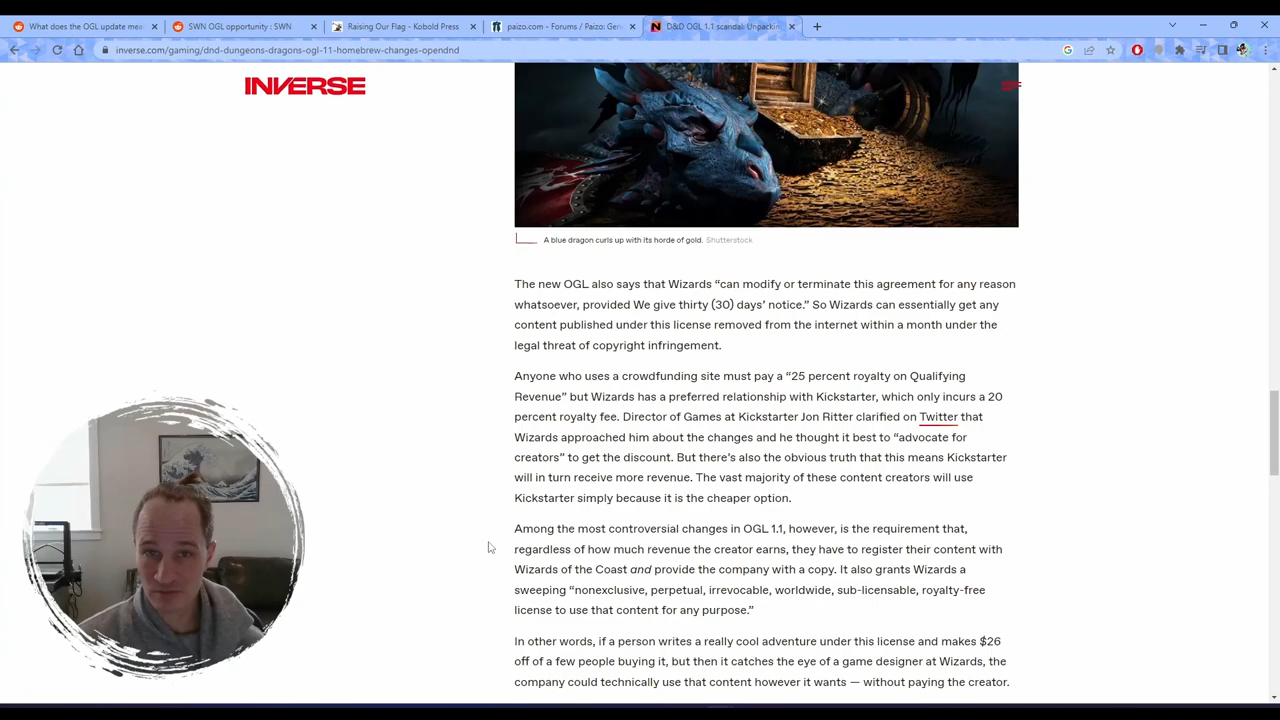 What does the OGL update mea
SWN OGL opportunity : SWN
Raising Our Flag - Kobold Press
paizo.com - Forums / Paizo: Gen
D&D OGL 1.1 scandal: Unpackin
inverse.com/gaming/dnd-dungeons-dragons-ogl-11-homebrew-changes-opendnd
INVERSE
A blue dragon curls up with its horde of gold. Shutterstock
The new OGL also says that Wizards “can modify or terminate this agreement for any reason
whatsoever, provided We give thirty (30) days’ notice.” So Wizards can essentially get any
content published under this license removed from the internet within a month under the
legal threat of copyright infringement.
Anyone who uses a crowdfunding site must pay a “25 percent royalty on Qualifying
Revenue” but Wizards has a preferred relationship with Kickstarter, which only incurs a 20
percent royalty fee. Director of Games at Kickstarter Jon Ritter clarified on Twitter that
Wizards approached him about the changes and he thought it best to “advocate for
creators” to get the discount. But there’s also the obvious truth that this means Kickstarter
will in turn receive more revenue. The vast majority of these content creators will use
Kickstarter simply because it is the cheaper option.
Among the most controversial changes in OGL 1.1, however, is the requirement that,
regardless of how much revenue the creator earns, they have to register their content with
Wizards of the Coast and provide the company with a copy. It also grants Wizards a
sweeping “nonexclusive, perpetual, irrevocable, worldwide, sub-licensable, royalty-free
license to use that content for any purpose.”
In other words, if a person writes a really cool adventure under this license and makes $26
off of a few people buying it, but then it catches the eye of a game designer at Wizards, the
company could technically use that content however it wants — without paying the creator.